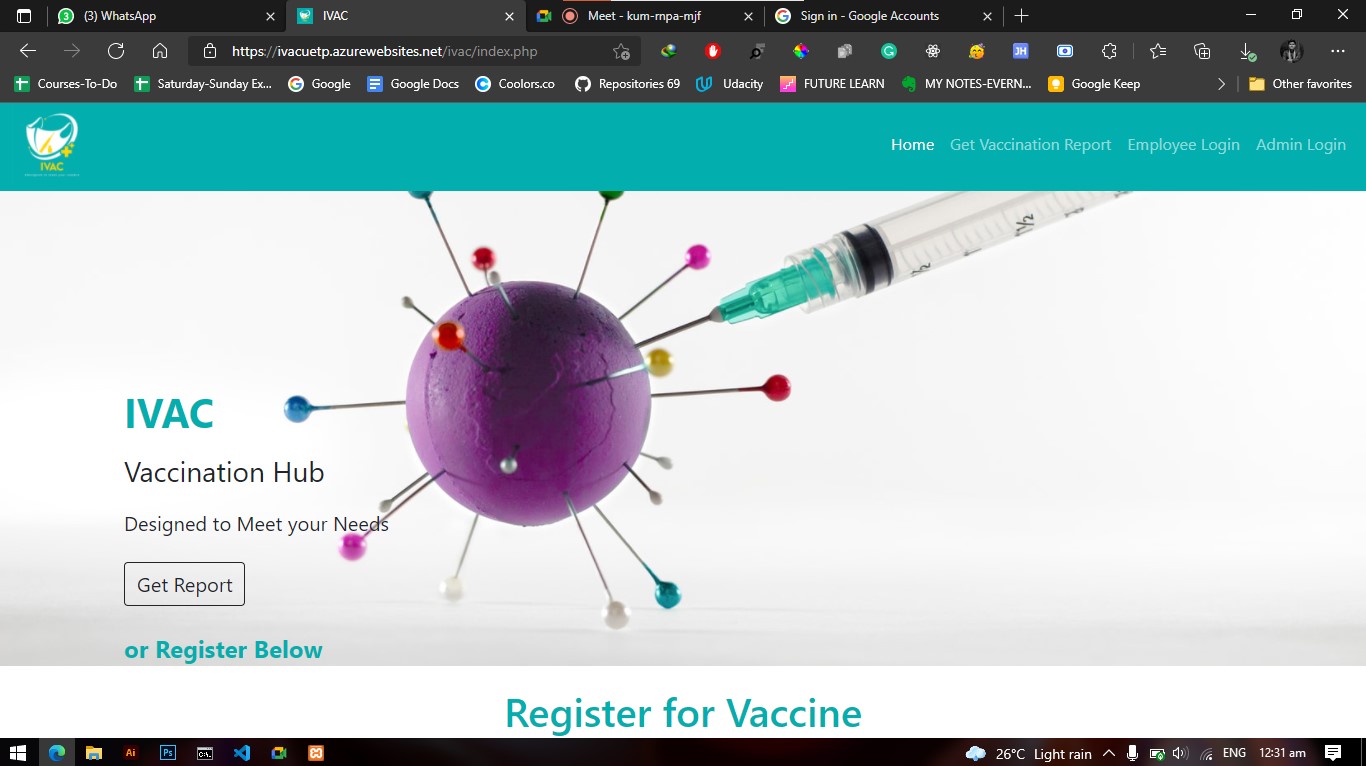 (3) WhatsApp
IVAC
Meet - kum-rnpa-mjf
Sign in - Google Accounts
https://ivacuetp.azurewebsites.net/ivac/index.php
Courses-To-Do
Saturday-Sunday Ex...
Google
Google Docs
Coolors.co
Repositories 69
Udacity
FUTURE LEARN
MY NOTES-EVERN...
Google Keep
Other favorites
IVAC
Home
Get Vaccination Report
Employee Login
Admin Login
1½
IVAC
Vaccination Hub
Designed to Meet your Needs
Get Report
or Register Below
Register for Vaccine
26°C Light rain
ENG
12:31 am